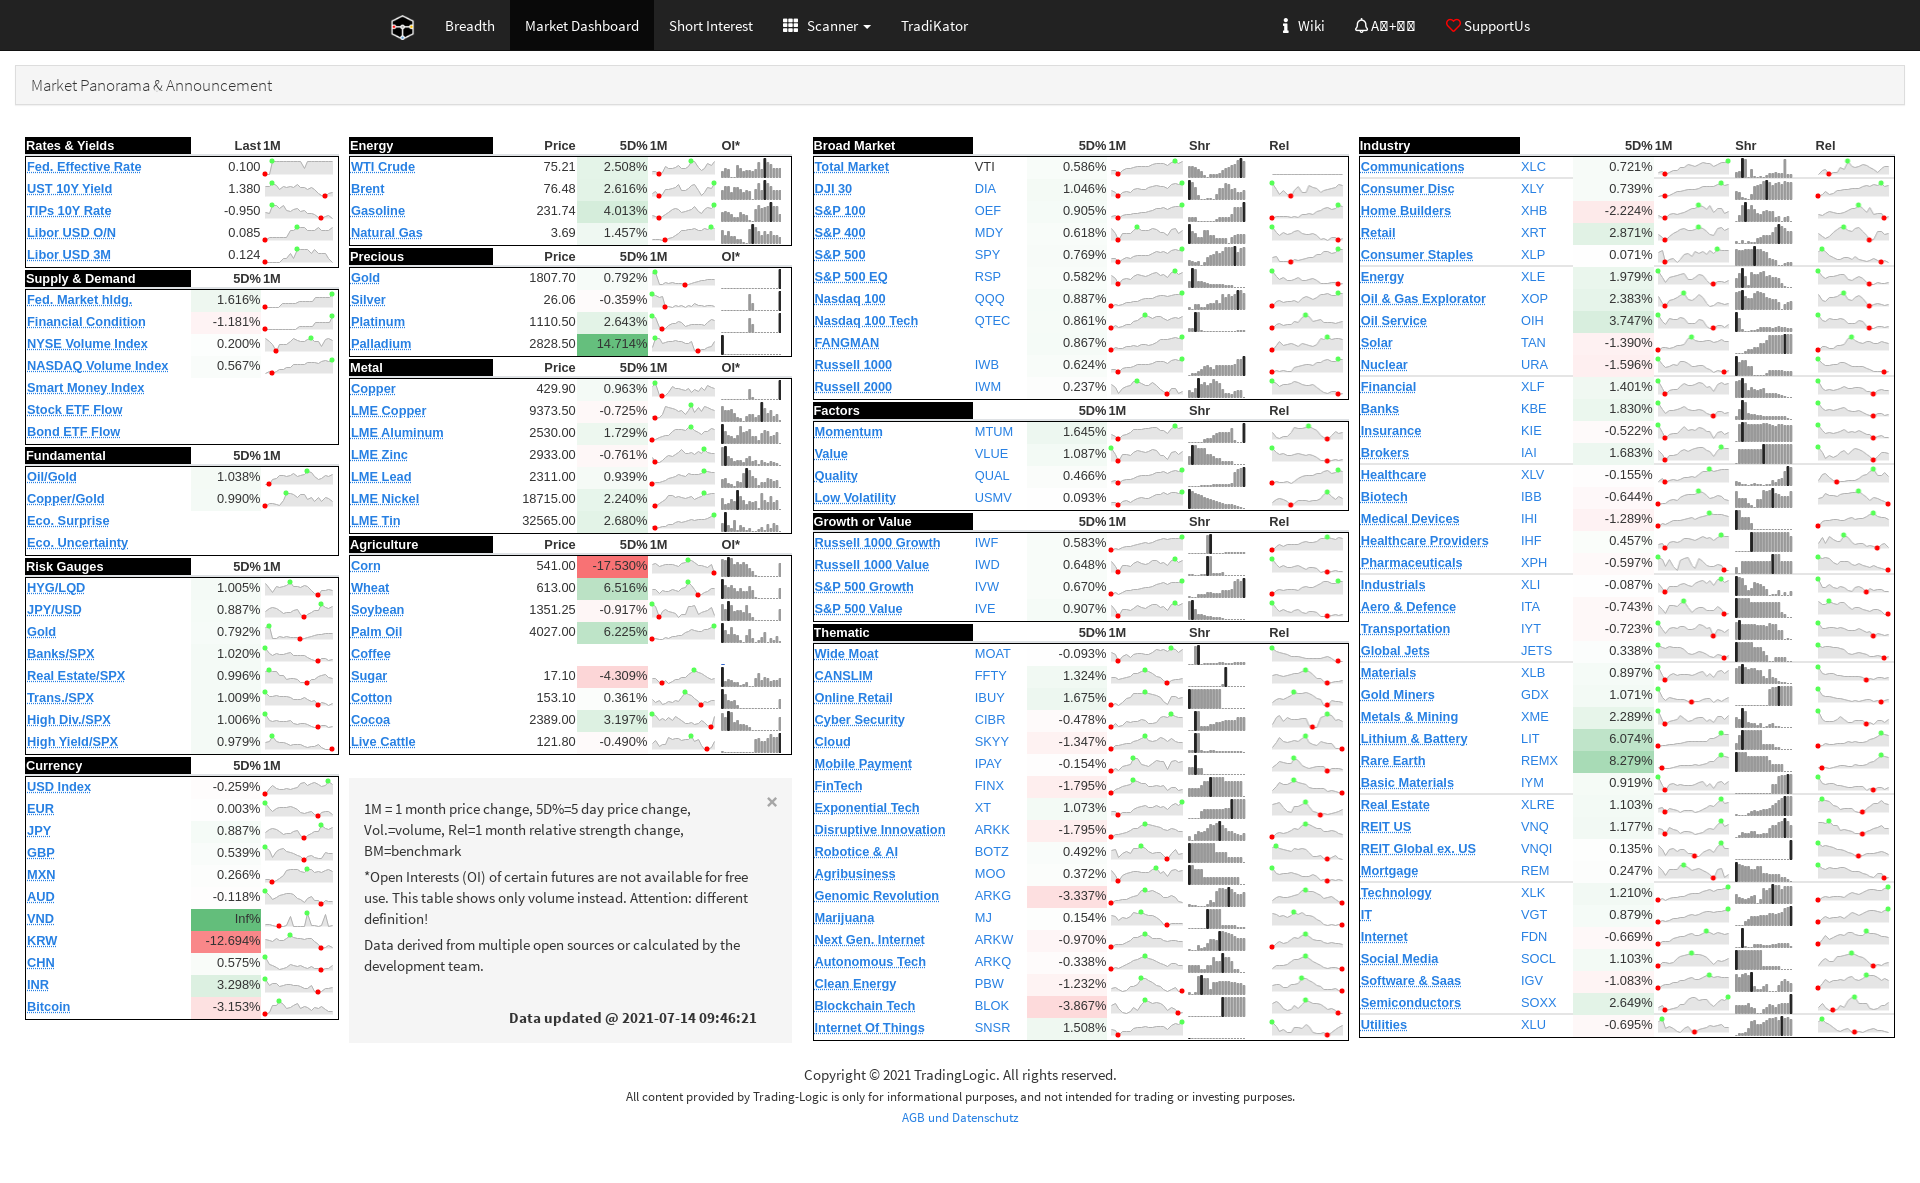 Breadth Market Dashboard Short Interest Scanner TradiKator Wiki SupportUs
Market Panorama & Announcement
Rates & Yields Last 1M
Fed. Effective Rate 0.100
UST 10Y Yield 1.380
TIPs 10Y Rate -0.950
Libor USD O/N 0.085
Libor USD 3M 0.124
Supply & Demand 5D% 1M
Fed. Market hldg. 1.616%
Financial Condition -1.181%
NYSE Volume Index 0.200%
NASDAQ Volume Index 0.567%
Smart Money Index
Stock ETF Flow
Bond ETF Flow
Fundamental 5D% 1M
Oil/Gold 1.038%
Copper/Gold 0.990%
Eco. Surprise
Eco. Uncertainty
Risk Gauges 5D% 1M
HYG/LQD 1.005%
JPY/USD 0.887%
Gold 0.792%
Banks/SPX 1.020%
Real Estate/SPX 0.996%
Trans./SPX 1.009%
High Div./SPX 1.006%
High Yield/SPX 0.979%
Currency 5D% 1M
USD Index -0.259%
EUR 0.003%
JPY 0.887%
GBP 0.539%
MXN 0.266%
AUD -0.118%
VND Inf%
KRW -12.694%
CHN 0.575%
INR 3.298%
Bitcoin -3.153%
Energy Price 5D% 1M OI*
WTI Crude 75.21 2.508%
Brent 76.48 2.616%
Gasoline 231.74 4.013%
Natural Gas 3.69 1.457%
Precious Price 5D% 1M OI*
Gold 1807.70 0.792%
Silver 26.06 -0.359%
Platinum 1110.50 2.643%
Palladium 2828.50 14.714%
Metal Price 5D% 1M OI*
Copper 429.90 0.963%
LME Copper 9373.50 -0.725%
LME Aluminum 2530.00 1.729%
LME Zinc 2933.00 -0.761%
LME Lead 2311.00 0.939%
LME Nickel 18715.00 2.240%
LME Tin 32565.00 2.680%
Agriculture Price 5D% 1M OI*
Corn 541.00 -17.530%
Wheat 613.00 6.516%
Soybean 1351.25 -0.917%
Palm Oil 4027.00 6.225%
Coffee
Sugar 17.10 -4.309%
Cotton 153.10 0.361%
Cocoa 2389.00 3.197%
Live Cattle 121.80 -0.490%
×
1M = 1 month price change, 5D%=5 day price change,
Vol.=volume, Rel=1 month relative strength change,
BM=benchmark
*Open Interests (OI) of certain futures are not available for free
use. This table shows only volume instead. Attention: different
definition!
Data derived from multiple open sources or calculated by the
development team.
Data updated @ 2021-07-14 09:46:21
Broad Market 5D% 1M Shr Rel
Total Market VTI 0.586%
DJI 30 DIA 1.046%
S&P 100 OEF 0.905%
S&P 400 MDY 0.618%
S&P 500 SPY 0.769%
S&P 500 EQ RSP 0.582%
Nasdaq 100 QQQ 0.887%
Nasdaq 100 Tech QTEC 0.861%
FANGMAN 0.867%
Russell 1000 IWB 0.624%
Russell 2000 IWM 0.237%
Factors 5D% 1M Shr Rel
Momentum MTUM 1.645%
Value VLUE 1.087%
Quality QUAL 0.466%
Low Volatility USMV 0.093%
Growth or Value 5D% 1M Shr Rel
Russell 1000 Growth IWF 0.583%
Russell 1000 Value IWD 0.648%
S&P 500 Growth IVW 0.670%
S&P 500 Value IVE 0.907%
Thematic 5D% 1M Shr Rel
Wide Moat MOAT -0.093%
CANSLIM FFTY 1.324%
Online Retail IBUY 1.675%
Cyber Security CIBR -0.478%
Cloud SKYY -1.347%
Mobile Payment IPAY -0.154%
FinTech FINX -1.795%
Exponential Tech XT 1.073%
Disruptive Innovation ARKK -1.795%
Robotice & AI BOTZ 0.492%
Agribusiness MOO 0.372%
Genomic Revolution ARKG -3.337%
Marijuana MJ 0.154%
Next Gen. Internet ARKW -0.970%
Autonomous Tech ARKQ -0.338%
Clean Energy PBW -1.232%
Blockchain Tech BLOK -3.867%
Internet Of Things SNSR 1.508%
Industry 5D% 1M Shr Rel
Communications XLC 0.721%
Consumer Disc XLY 0.739%
Home Builders XHB -2.224%
Retail XRT 2.871%
Consumer Staples XLP 0.071%
Energy XLE 1.979%
Oil & Gas Explorator XOP 2.383%
Oil Service OIH 3.747%
Solar TAN -1.390%
Nuclear URA -1.596%
Financial XLF 1.401%
Banks KBE 1.830%
Insurance KIE -0.522%
Brokers IAI 1.683%
Healthcare XLV -0.155%
Biotech IBB -0.644%
Medical Devices IHI -1.289%
Healthcare Providers IHF 0.457%
Pharmaceuticals XPH -0.597%
Industrials XLI -0.087%
Aero & Defence ITA -0.743%
Transportation IYT -0.723%
Global Jets JETS 0.338%
Materials XLB 0.897%
Gold Miners GDX 1.071%
Metals & Mining XME 2.289%
Lithium & Battery LIT 6.074%
Rare Earth REMX 8.279%
Basic Materials IYM 0.919%
Real Estate XLRE 1.103%
REIT US VNQ 1.177%
REIT Global ex. US VNQI 0.135%
Mortgage REM 0.247%
Technology XLK 1.210%
IT VGT 0.879%
Internet FDN -0.669%
Social Media SOCL 1.103%
Software & Saas IGV -1.083%
Semiconductors SOXX 2.649%
Utilities XLU -0.695%
Copyright © 2021 TradingLogic. All rights reserved.
All content provided by Trading-Logic is only for informational purposes, and not intended for trading or investing purposes.
AGB und Datenschutz